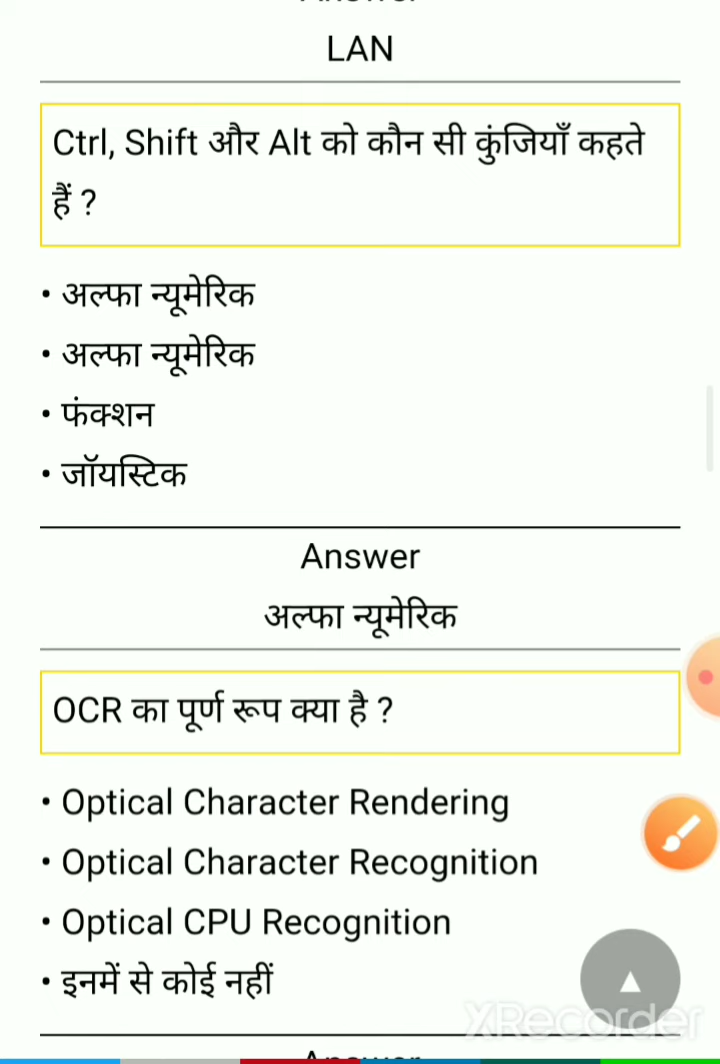 LAN
Ctrl, Shift और Alt को कौन सी कुंजियाँ कहते
हैं ?
• अल्फा न्यूमेरिक
• अल्फा न्यूमेरिक
• फंक्शन
• जॉयस्टिक
Answer
अल्फा न्यूमेरिक
OCR का पूर्ण रूप क्या है ?
• Optical Character Rendering
• Optical Character Recognition
• Optical CPU Recognition
• इनमें से कोई नहीं
XRecorder